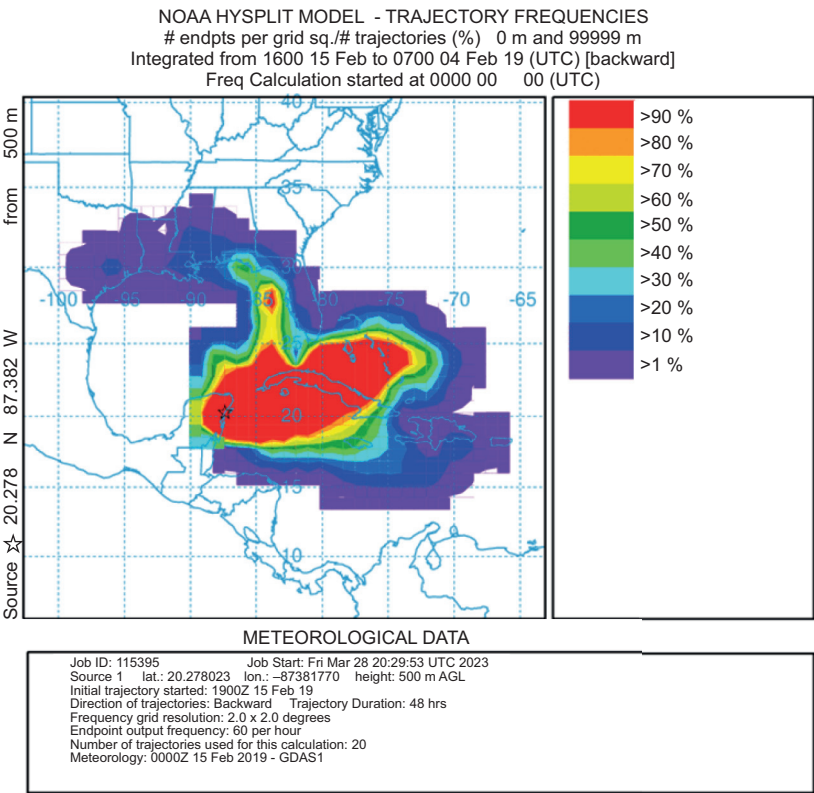 NOAA HYSPLIT MODEL - TRAJECTORY FREQUENCIES
# endpts per grid sq./# trajectories (%) 0 m and 99999 m
Integrated from 1600 15 Feb to 0700 04 Feb 19 (UTC) [backward]
Freq Calculation started at 0000 00 00 (UTC)
Source ☆ 20.278 N 87.382 W from 500 m
40
35
30
-100 -95 -90 -85 -80 -75 -70 -65
25
20
15
10
>90 %
>80 %
>70 %
>60 %
>50 %
>40 %
>30 %
>20 %
>10 %
>1 %
METEOROLOGICAL DATA
Job ID: 115395 Job Start: Fri Mar 28 20:29:53 UTC 2023
Source 1 lat.: 20.278023 lon.: –87381770 height: 500 m AGL
Initial trajectory started: 1900Z 15 Feb 19
Direction of trajectories: Backward Trajectory Duration: 48 hrs
Frequency grid resolution: 2.0 x 2.0 degrees
Endpoint output frequency: 60 per hour
Number of trajectories used for this calculation: 20
Meteorology: 0000Z 15 Feb 2019 - GDAS1